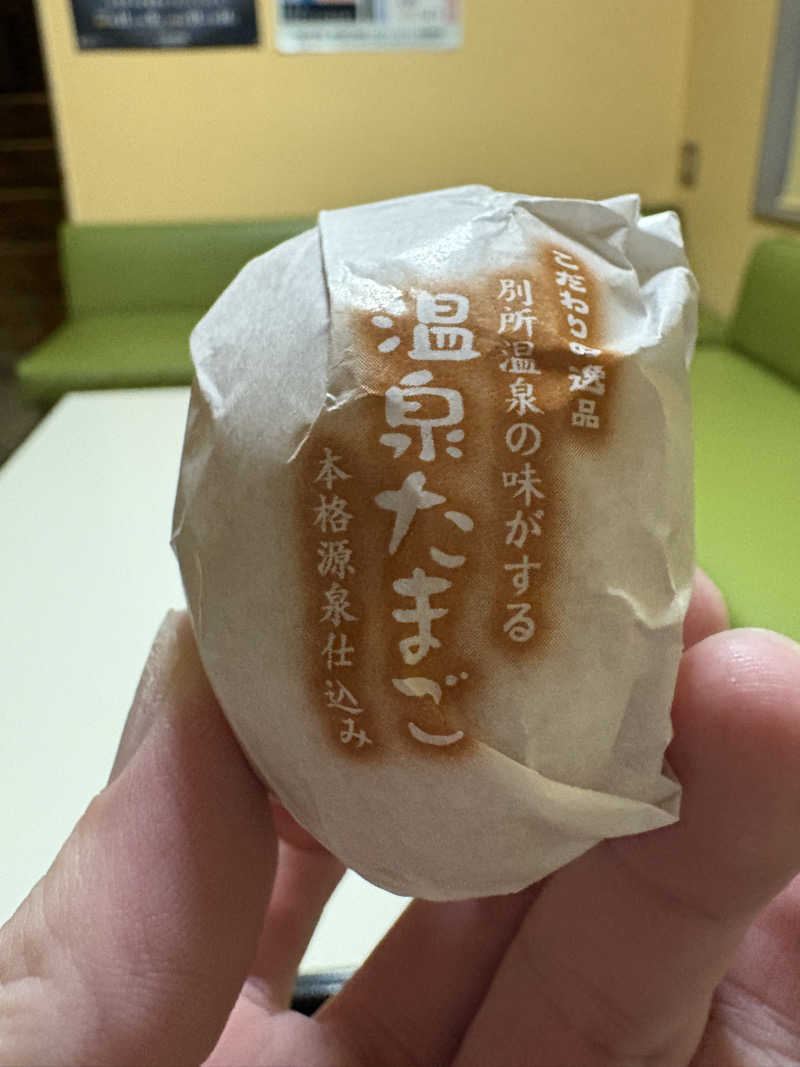 こだわりの逸品
別所温泉の味がする
温泉たまご
本格源泉仕込み